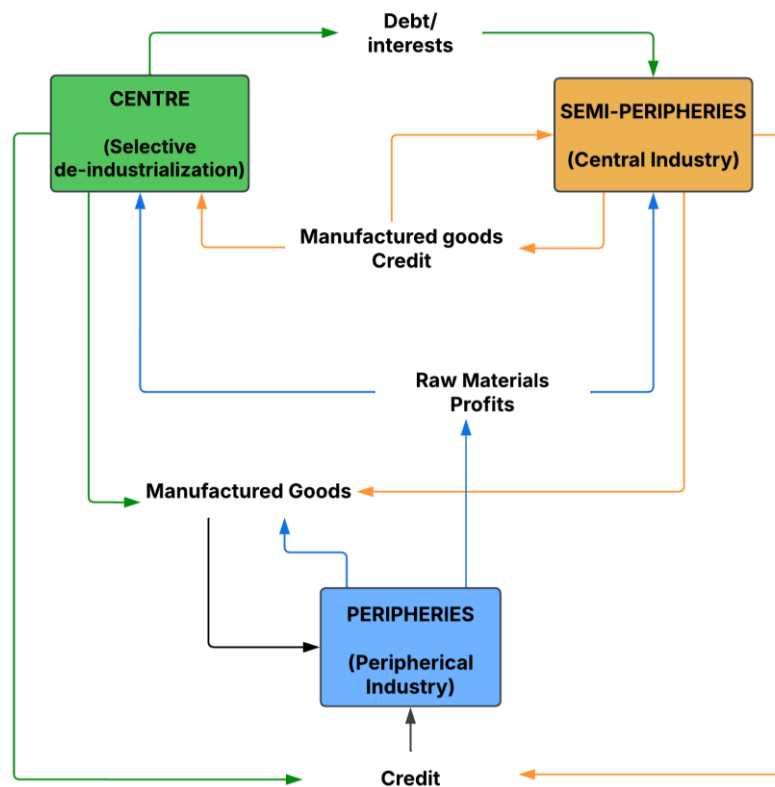 Debt/
interests
CENTRE
(Selective
de-industrialization)
SEMI-PERIPHERIES
(Central Industry)
Manufactured goods
Credit
Raw Materials
Profits
Manufactured Goods
PERIPHERIES
(Peripherical
Industry)
Credit